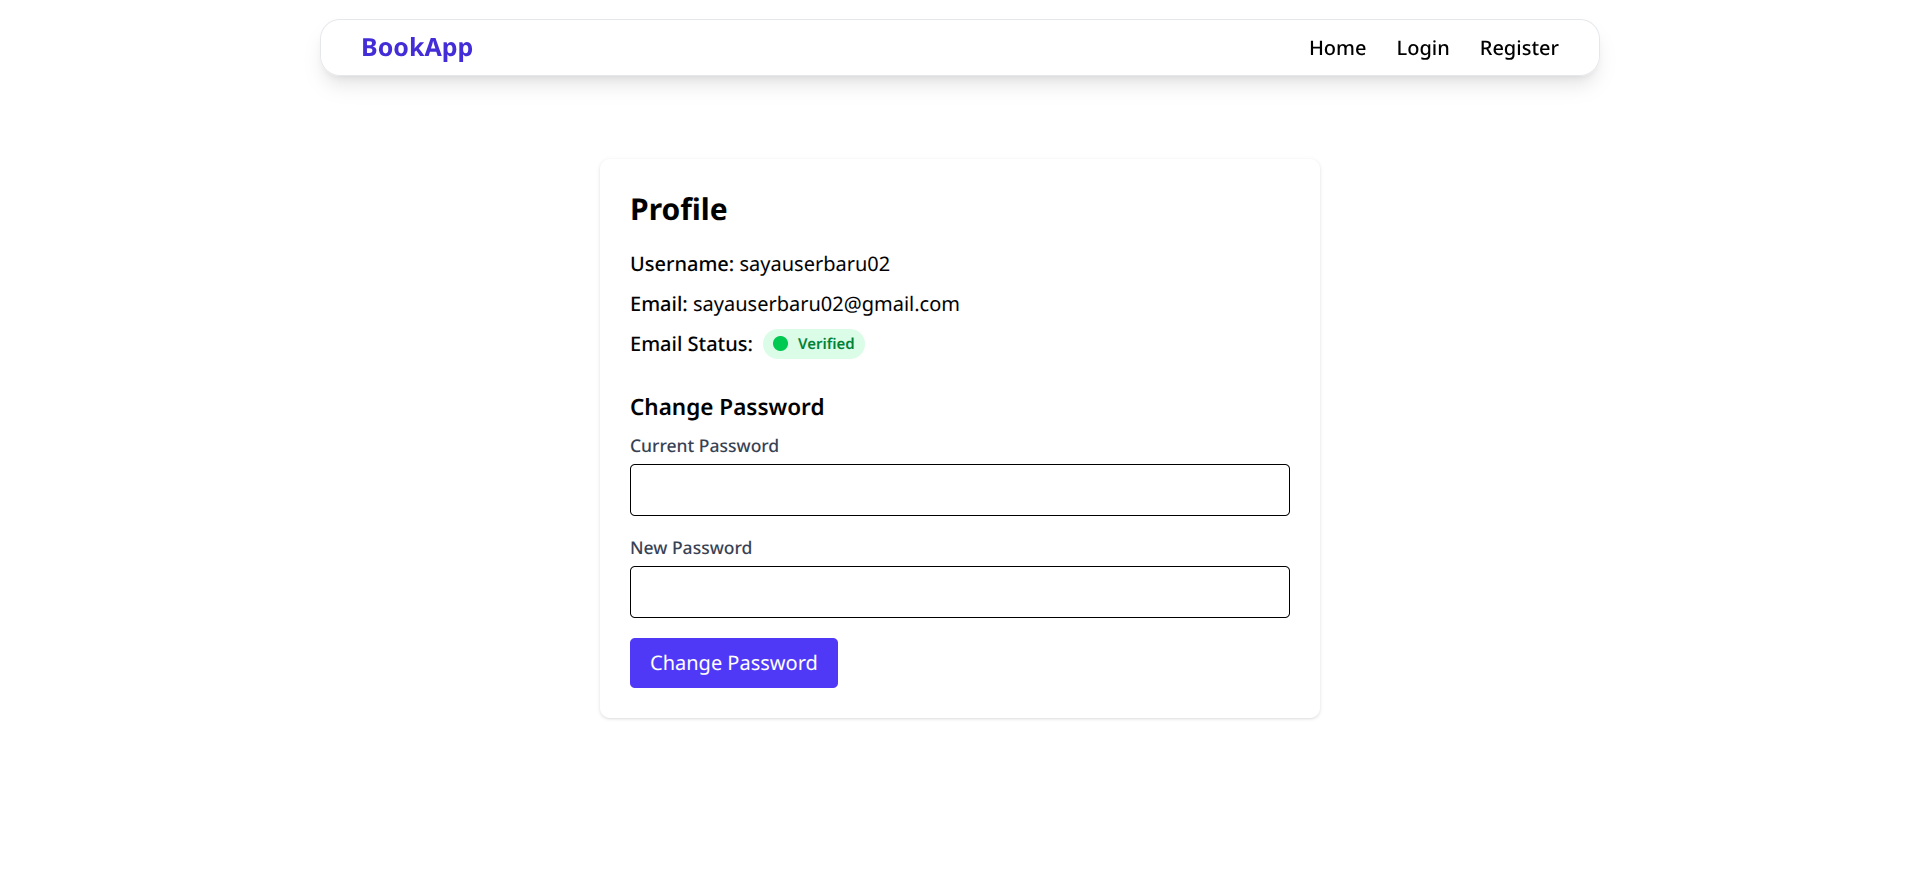 BookApp
Home Login Register
Profile
Username: sayauserbaru02
Email: sayauserbaru02@gmail.com
Email Status: Verified
Change Password
Current Password
New Password
Change Password